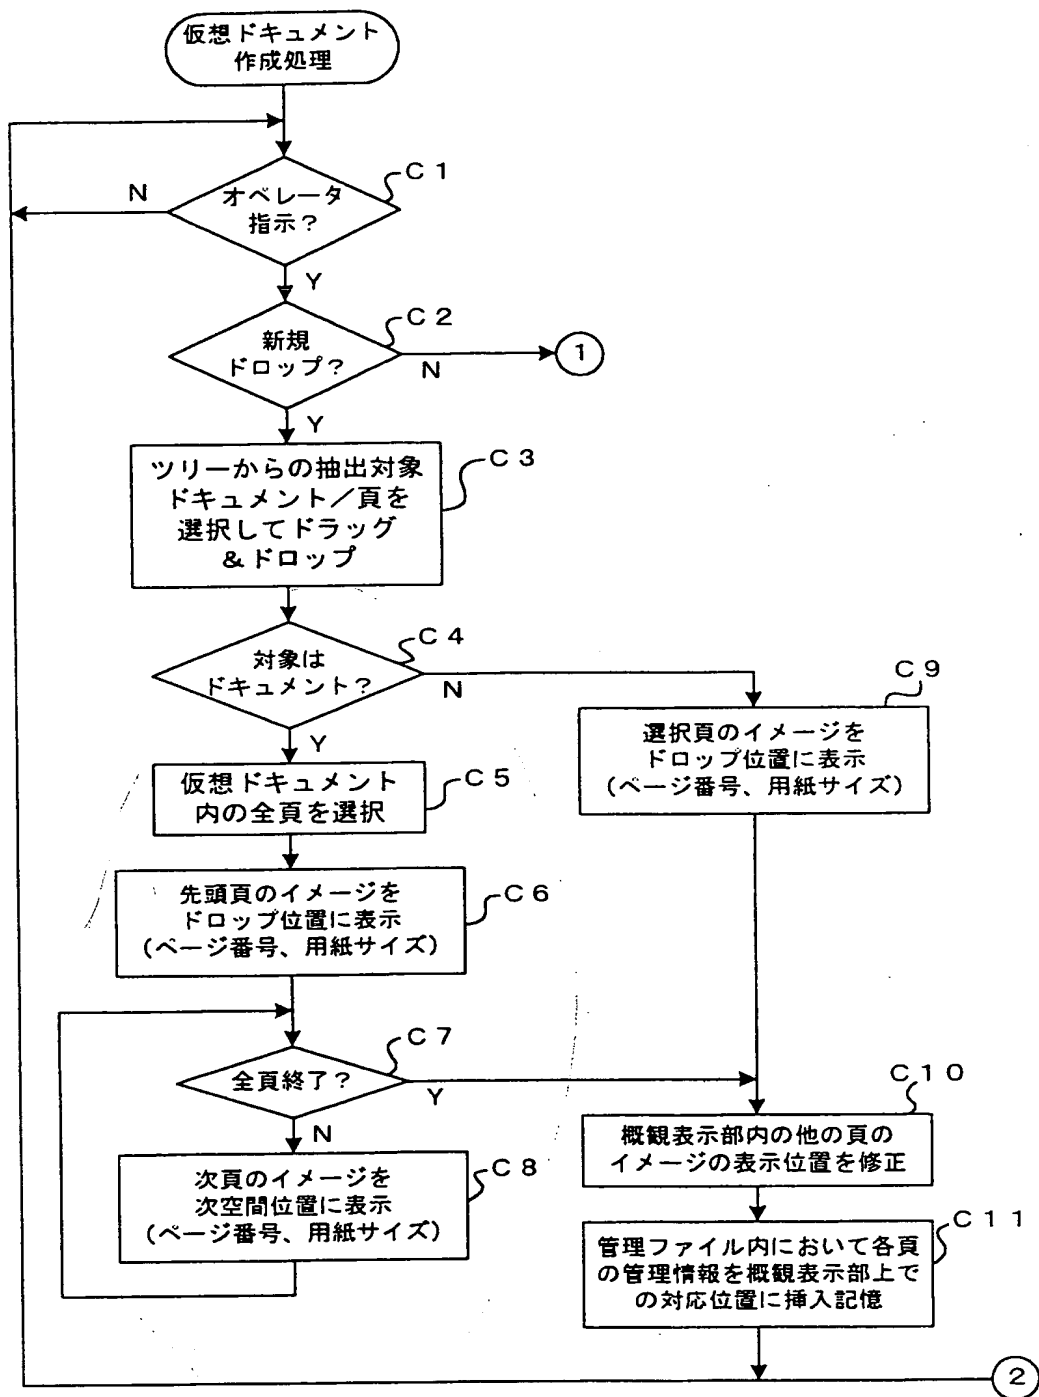 仮想ドキュメント
作成処理
C1
オペレータ
指示？
N
Y
C2
新規
ドロップ？
N
1
Y
C3
ツリーからの抽出対象
ドキュメント／頁を
選択してドラッグ
＆ドロップ
C4
対象は
ドキュメント？
N
Y
C9
選択頁のイメージを
ドロップ位置に表示
（ページ番号、用紙サイズ）
C5
仮想ドキュメント
内の全頁を選択
C6
先頭頁のイメージを
ドロップ位置に表示
（ページ番号、用紙サイズ）
C7
全頁終了？
Y
N
C8
次頁のイメージを
次空間位置に表示
（ページ番号、用紙サイズ）
C10
概観表示部内の他の頁の
イメージの表示位置を修正
C11
管理ファイル内において各頁
の管理情報を概観表示部上で
の対応位置に挿入記憶
2